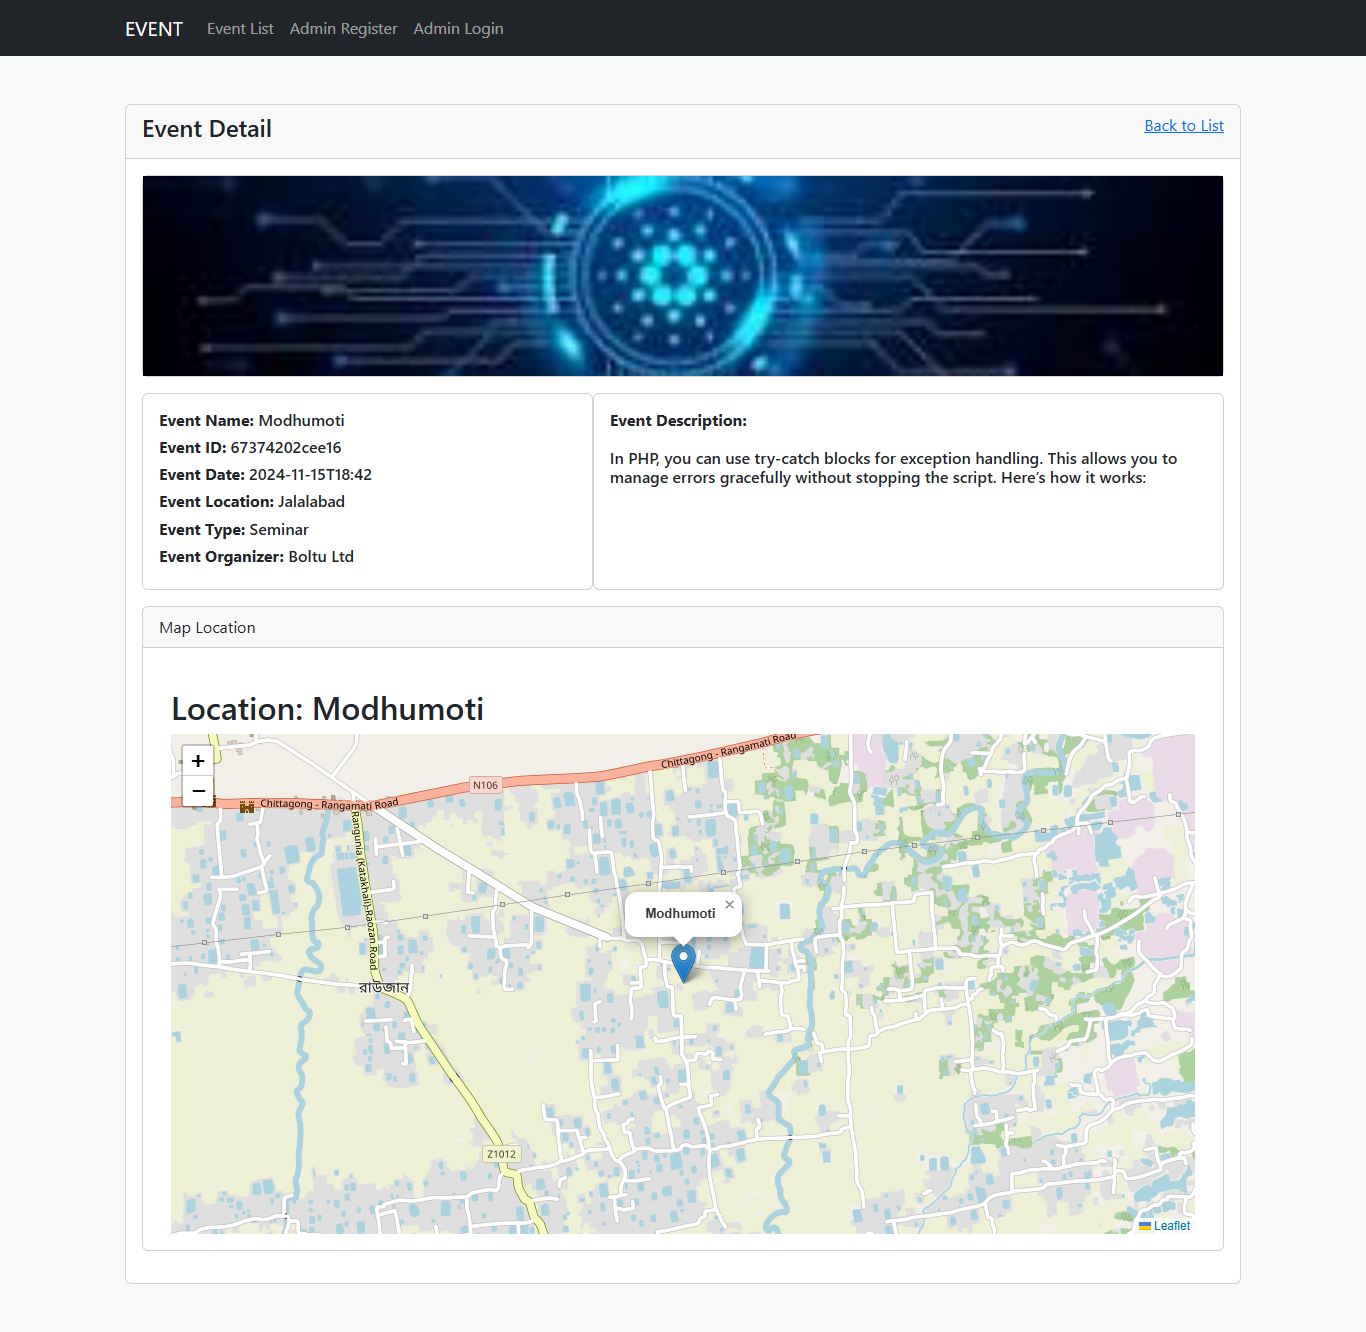 EVENT Event List Admin Register Admin Login
Event Detail
Back to List
Event Name: Modhumoti
Event ID: 67374202cee16
Event Date: 2024-11-15T18:42
Event Location: Jalalabad
Event Type: Seminar
Event Organizer: Boltu Ltd
Event Description:
In PHP, you can use try-catch blocks for exception handling. This allows you to
manage errors gracefully without stopping the script. Here’s how it works:
Map Location
Location: Modhumoti
+
−
Chittagong - Rangamati Road
N106
Chittagong - Rangamati Road
Rangunia (Katakhali)-Raozan Road
Modhumoti ×
রাউজান
Z1012
Leaflet